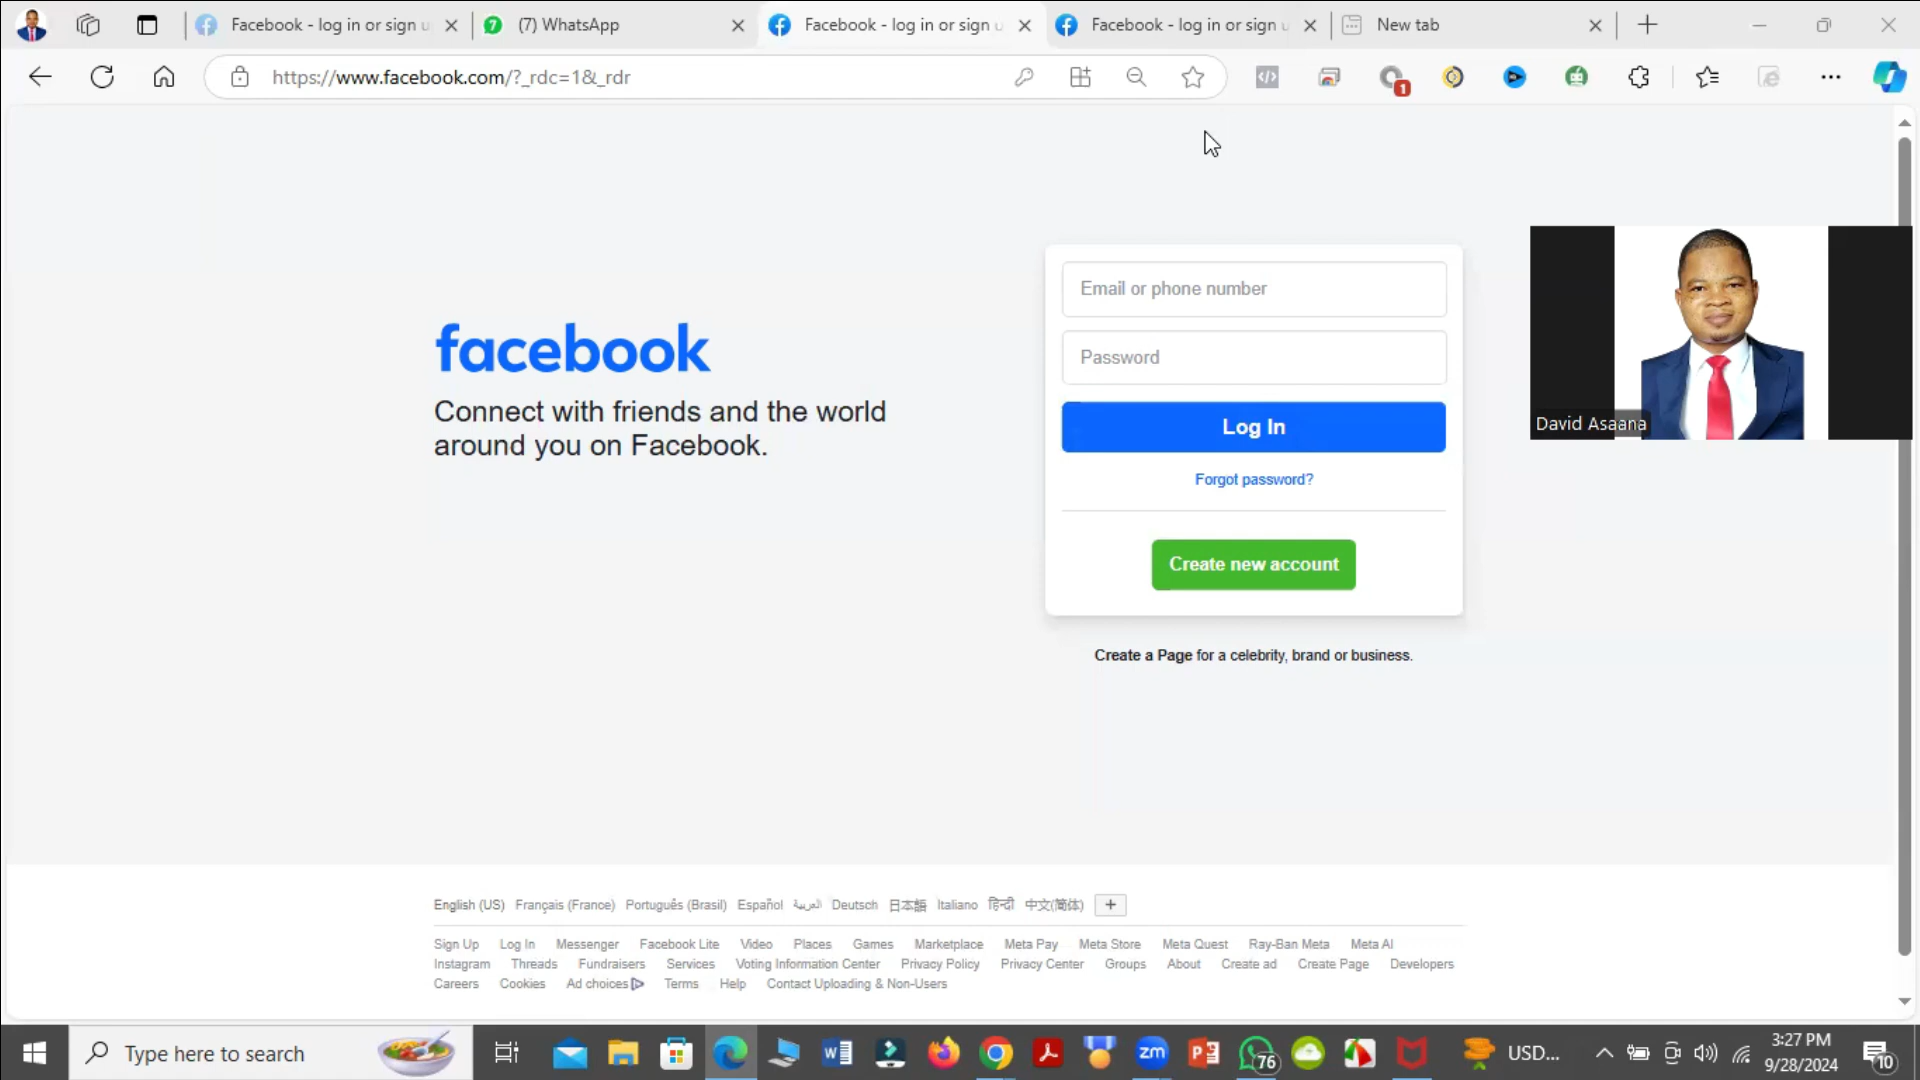 Facebook - log in or sign u
(7) WhatsApp
Facebook - log in or sign u
Facebook - log in or sign u
New tab
https://www.facebook.com/?_rdc=1&_rdr
1
facebook
Connect with friends and the world
around you on Facebook.
Email or phone number
Password
Log In
Forgot password?
Create new account
Create a Page for a celebrity, brand or business.
David Asaana
English (US) Français (France) Português (Brasil) Español العربية Deutsch 日本語 Italiano हिन्दी 中文(简体) +
Sign Up Log In Messenger Facebook Lite Video Places Games Marketplace Meta Pay Meta Store Meta Quest Ray-Ban Meta Meta AI
Instagram Threads Fundraisers Services Voting Information Center Privacy Policy Privacy Center Groups About Create ad Create Page Developers
Careers Cookies Ad choices Terms Help Contact Uploading & Non-Users
Type here to search
zm
76
USD...
3:27 PM
9/28/2024
10